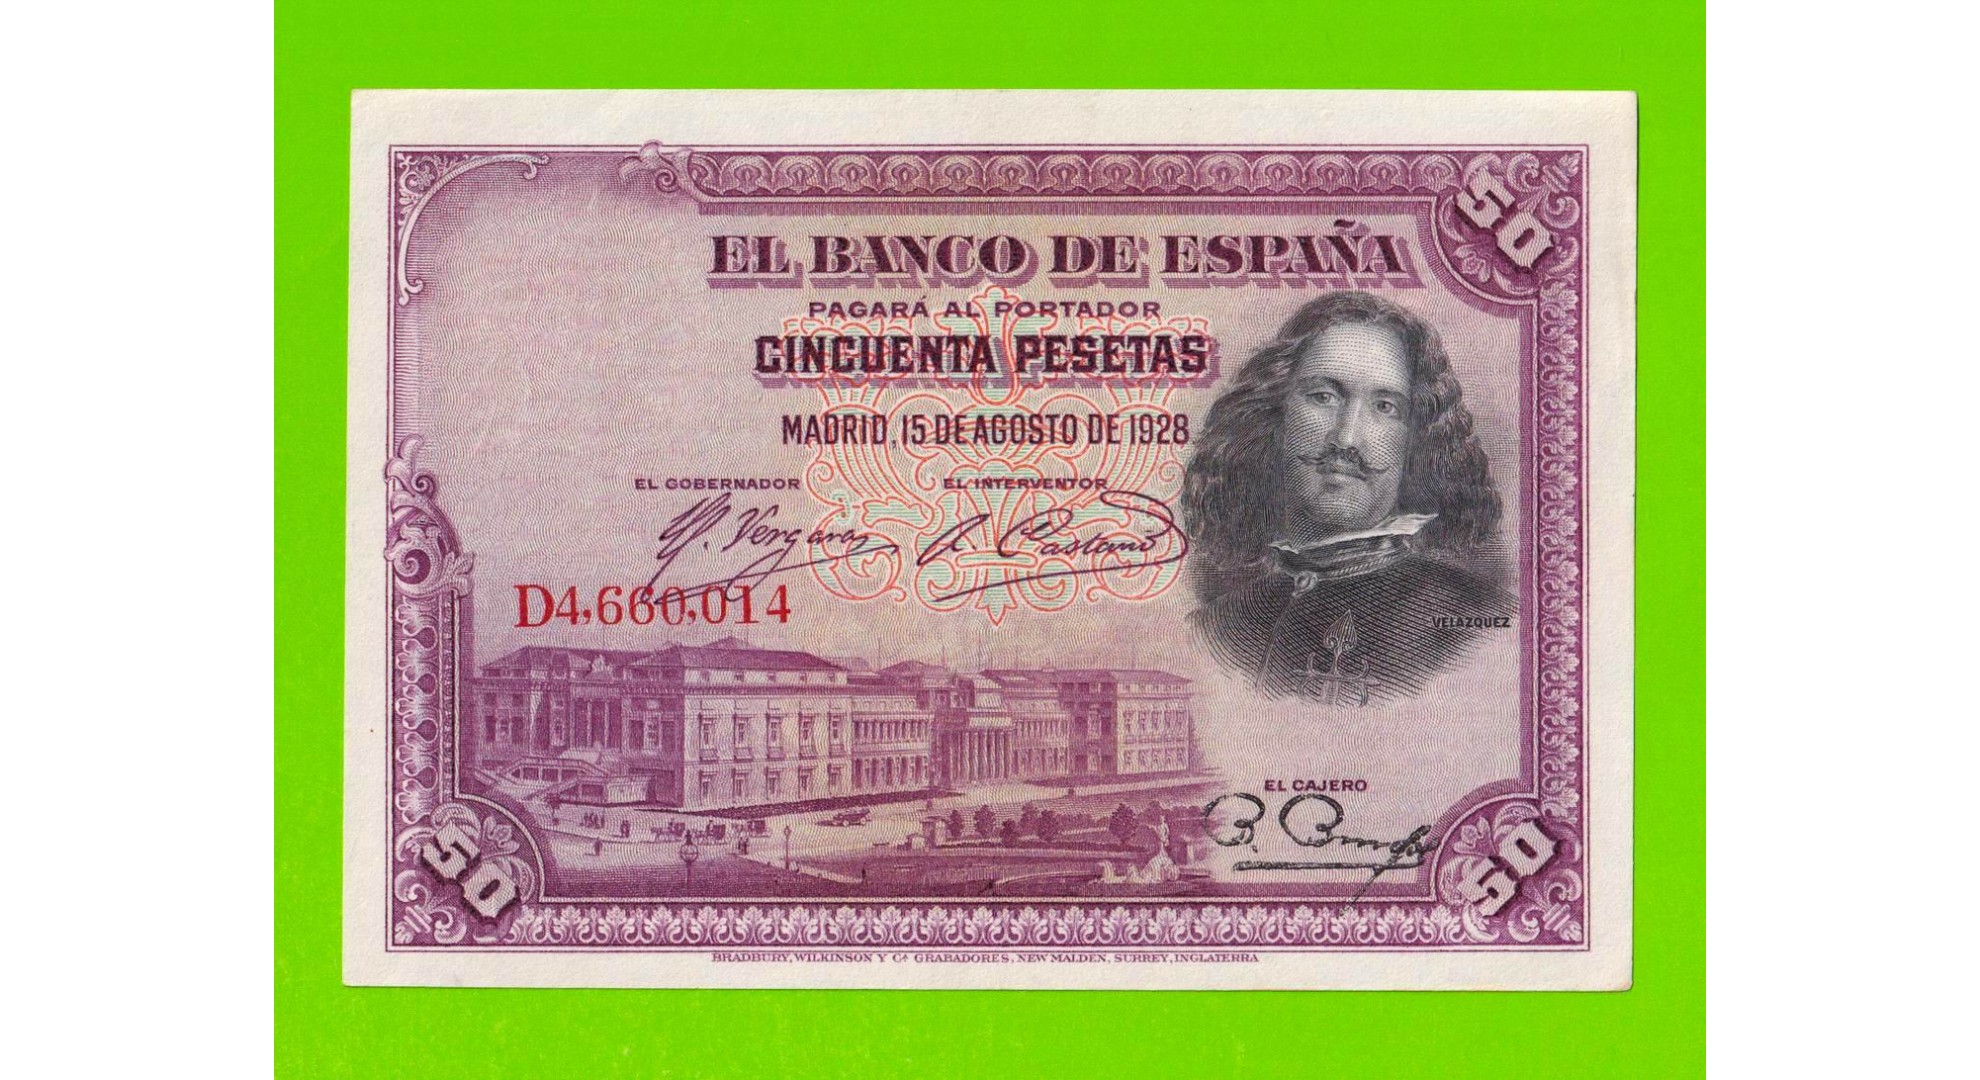 50
EL BANCO DE ESPAÑA
PAGARÁ AL PORTADOR
CINCUENTA PESETAS
MADRID, 15 DE AGOSTO DE 1928
EL GOBERNADOR EL INTERVENTOR
Vergara
D4,660,014
VELAZQUEZ
EL CAJERO
50
50
BRADBURY, WILKINSON Y Cª GRABADORES, NEW MALDEN, SURREY, INGLATERRA